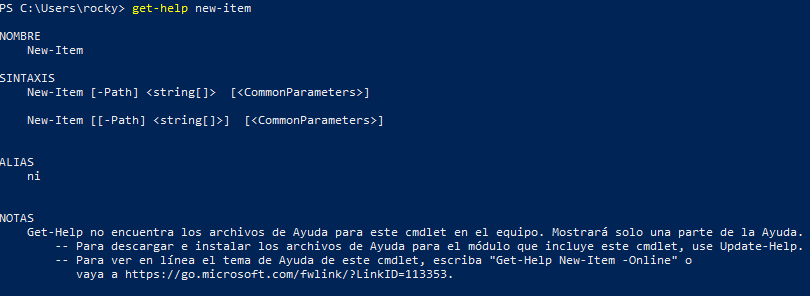 PS C:\Users\rocky> get-help new-item
NOMBRE
New-Item
SINTAXIS
New-Item [-Path] <string[]>  [<CommonParameters>]
New-Item [[-Path] <string[]>]  [<CommonParameters>]
ALIAS
ni
NOTAS
Get-Help no encuentra los archivos de Ayuda para este cmdlet en el equipo. Mostrará solo una parte de la Ayuda.
-- Para descargar e instalar los archivos de Ayuda para el módulo que incluye este cmdlet, use Update-Help.
-- Para ver en línea el tema de Ayuda de este cmdlet, escriba "Get-Help New-Item -Online" o
vaya a https://go.microsoft.com/fwlink/?LinkID=113353.